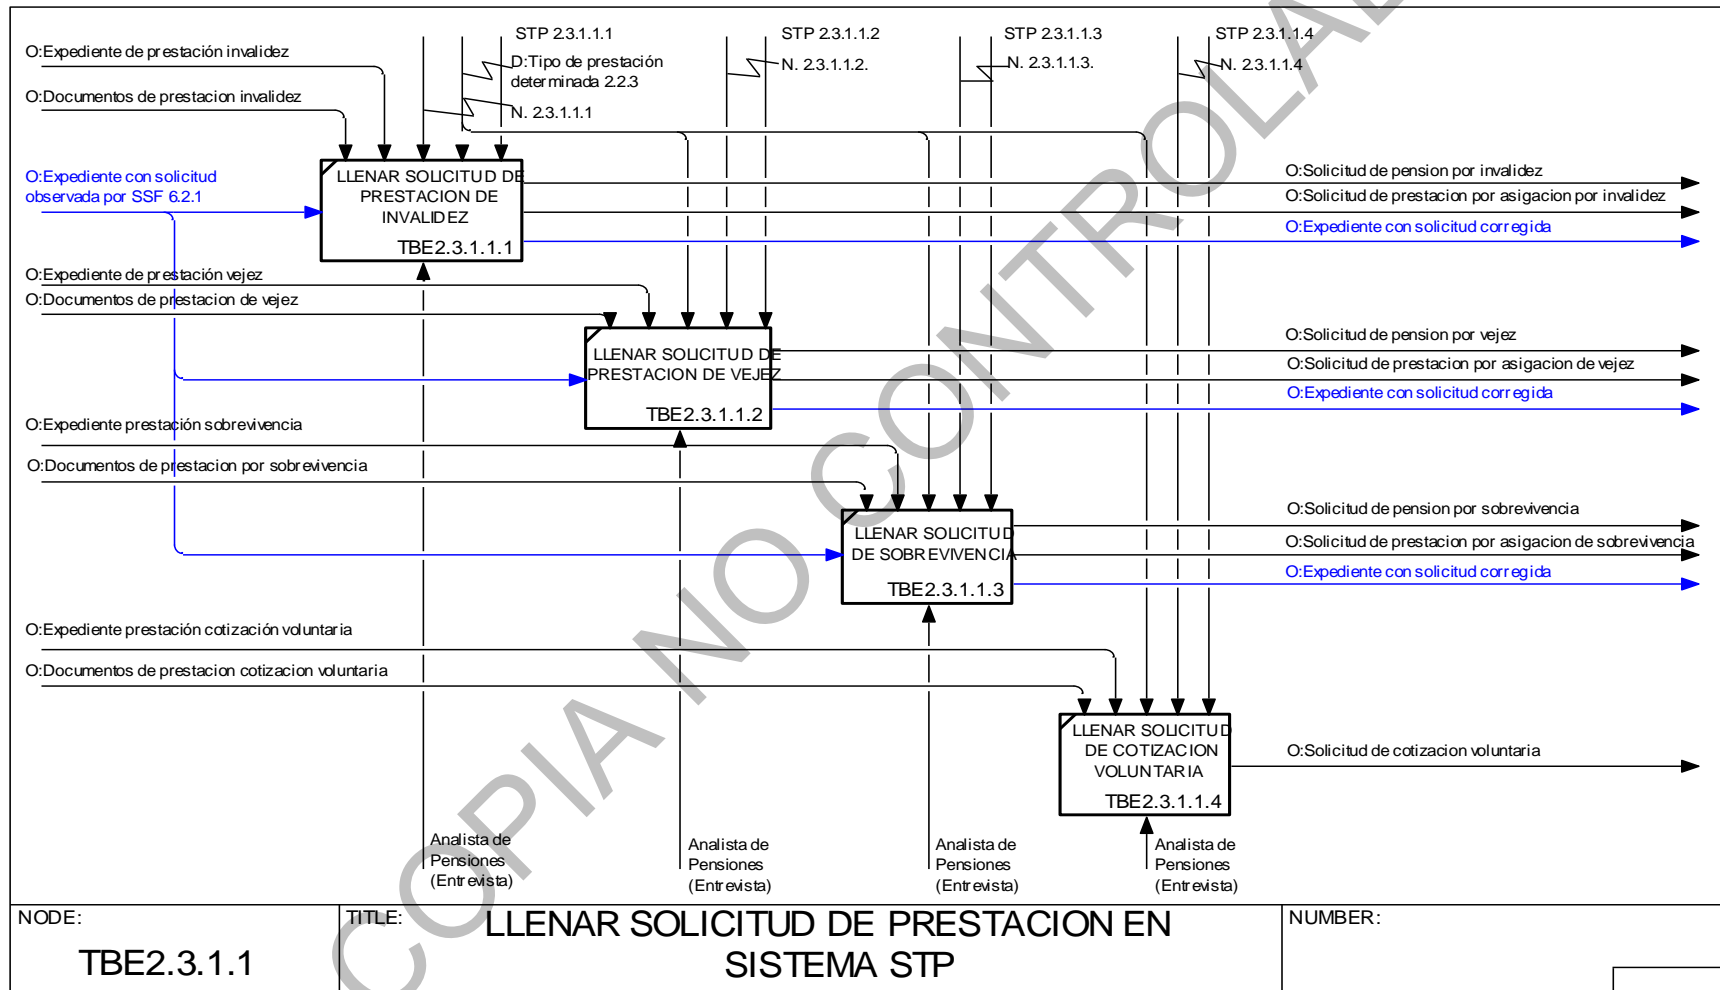 STP 2.3.1.1.1
STP 2.3.1.1.2
STP 2.3.1.1.3
STP 2.3.1.1.4
O:Expediente de prestación invalidez
D:Tipo de prestación
determinada 2.2.3
N. 2.3.1.1.2.
N. 2.3.1.1.3.
N. 2.3.1.1.4
O:Documentos de prestacion invalidez
N. 2.3.1.1.1
O:Expediente con solicitud
observada por SSF 6.2.1
LLENAR SOLICITUD DE
PRESTACION DE
INVALIDEZ
TBE2.3.1.1.1
O:Solicitud de pension por invalidez
O:Solicitud de prestacion por asigacion por invalidez
O:Expediente con solicitud corregida
O:Expediente de prestación vejez
O:Documentos de prestacion de vejez
LLENAR SOLICITUD DE
PRESTACION DE VEJEZ
TBE2.3.1.1.2
O:Solicitud de pension por vejez
O:Solicitud de prestacion por asigacion de vejez
O:Expediente con solicitud corregida
O:Expediente prestación sobrevivencia
O:Documentos de prestacion por sobrevivencia
LLENAR SOLICITUD
DE SOBREVIVENCIA
TBE2.3.1.1.3
O:Solicitud de pension por sobrevivencia
O:Solicitud de prestacion por asigacion de sobrevivencia
O:Expediente con solicitud corregida
O:Expediente prestación cotización voluntaria
O:Documentos de prestacion cotizacion voluntaria
LLENAR SOLICITUD
DE COTIZACION
VOLUNTARIA
TBE2.3.1.1.4
O:Solicitud de cotizacion voluntaria
Analista de
Pensiones
(Entrevista)
Analista de
Pensiones
(Entrevista)
Analista de
Pensiones
(Entrevista)
Analista de
Pensiones
(Entrevista)
NODE:
TBE2.3.1.1
TITLE:
LLENAR SOLICITUD DE PRESTACION EN
SISTEMA STP
NUMBER:
COPIA NO CONTROLAD